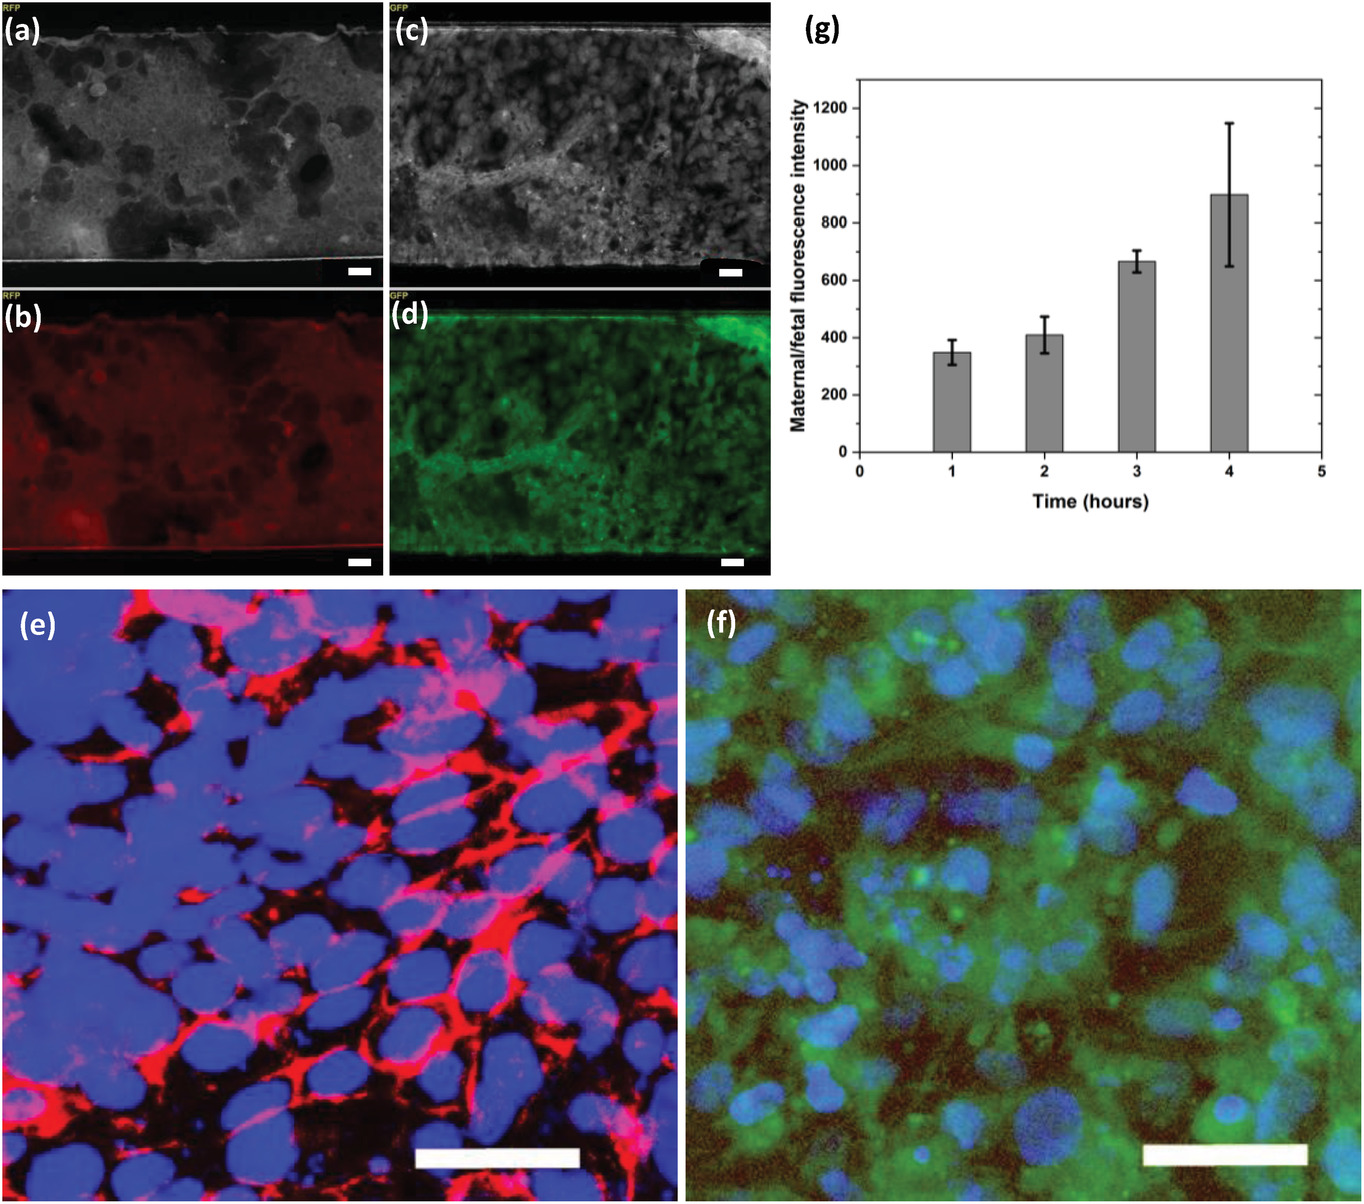 RFP
(a)
GFP
(c)
(g)
RFP
(b)
GFP
(d)
Maternal/fetal fluorescence intensity
1200
1000
800
600
400
200
0
0 1 2 3 4 5
Time (hours)
(e)
(f)